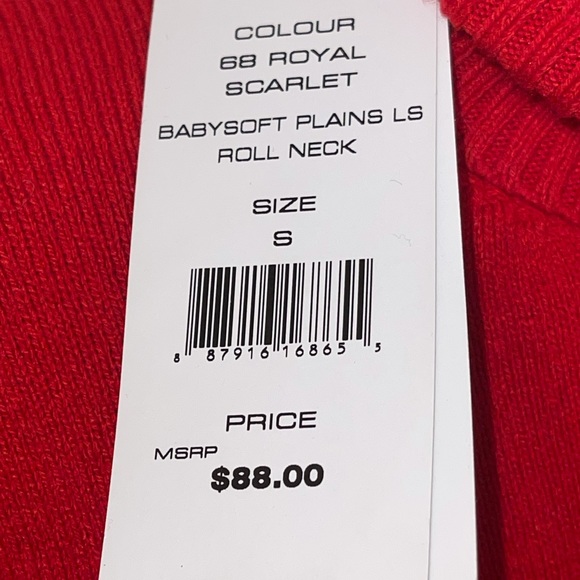 COLOUR
68 ROYAL
SCARLET
BABYSOFT PLAINS LS
ROLL NECK
SIZE
S
8 87916 16865 5
PRICE
MSRP
$88.00